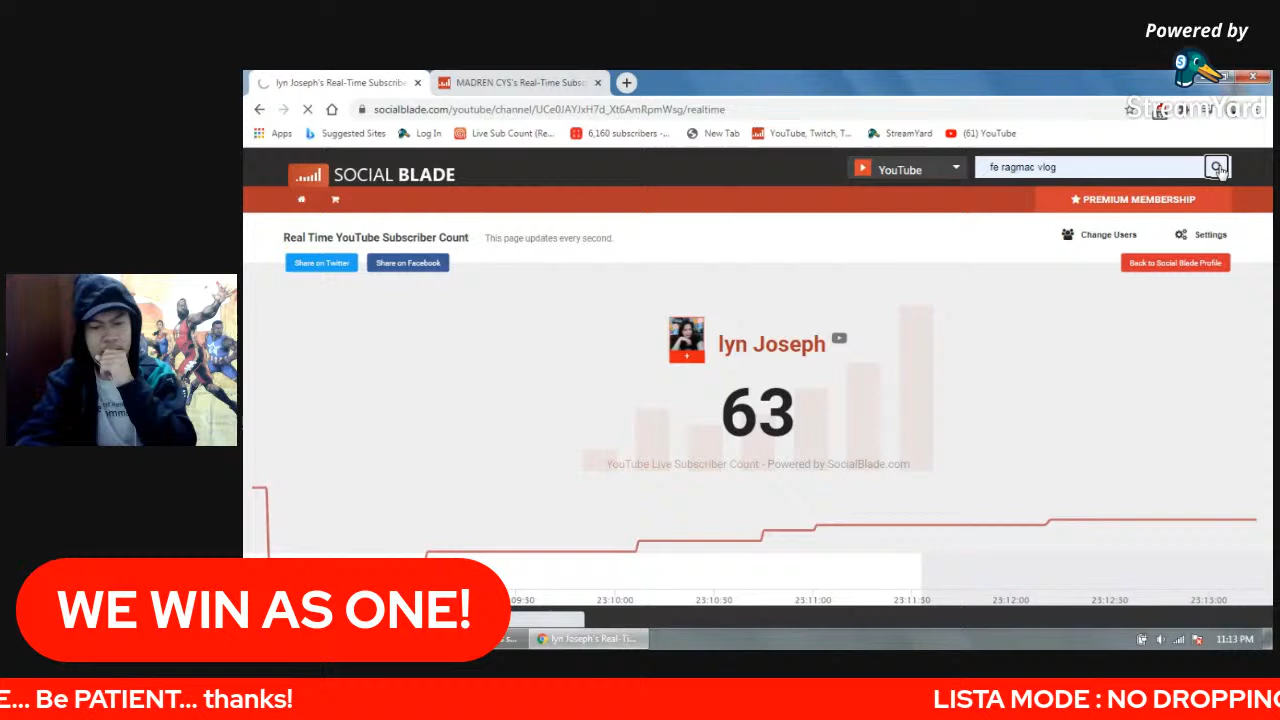 Powered by
StreamYard
lyn Joseph's Real-Time Subscribe
MADREN CYS's Real-Time Subsc
socialblade.com/youtube/channel/UCe0JAYJxH7d_Xt6AmRpmWsg/realtime
Apps
Suggested Sites
Log In
Live Sub Count (Re...
6,160 subscribers -...
New Tab
YouTube, Twitch, T...
StreamYard
(61) YouTube
SOCIAL BLADE
YouTube
fe ragmac vlog
PREMIUM MEMBERSHIP
Real Time YouTube Subscriber Count
This page updates every second.
Change Users
Settings
Share on Twitter
Share on Facebook
Back to Social Blade Profile
lyn Joseph
63
YouTube Live Subscriber Count - Powered by SocialBlade.com
09:30
23:10:00
23:10:30
23:11:00
23:11:30
23:12:00
23:12:30
23:13:00
WE WIN AS ONE!
lyn Joseph's Real-Ti...
11:13 PM
E... Be PATIENT... thanks!
LISTA MODE : NO DROPPING